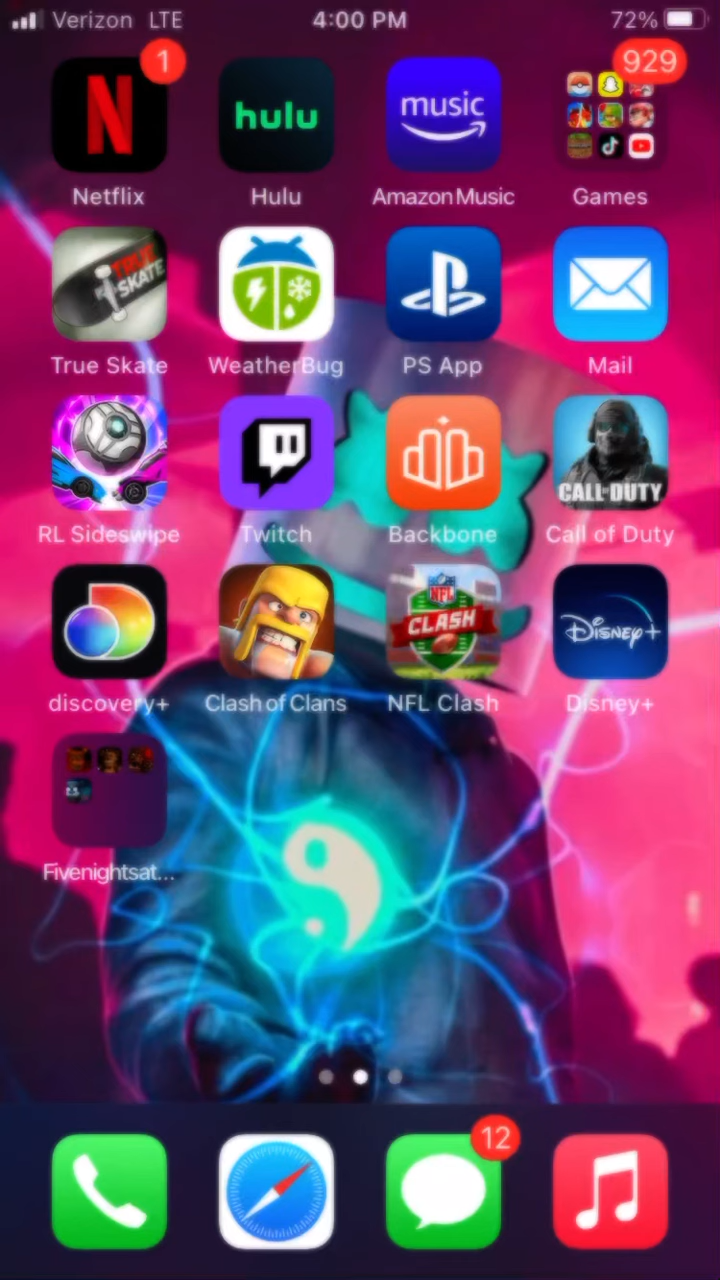 Verizon LTE 4:00 PM 72%
1 929
N hulu music
Netflix Hulu Amazon Music Games
TRUE
SKATE
True Skate WeatherBug PS App Mail
CALL OF DUTY
RL Sideswipe Twitch Backbone Call of Duty
NFL
CLASH
Disney+
discovery+ Clash of Clans NFL Clash Disney+
Fivenightsat...
12